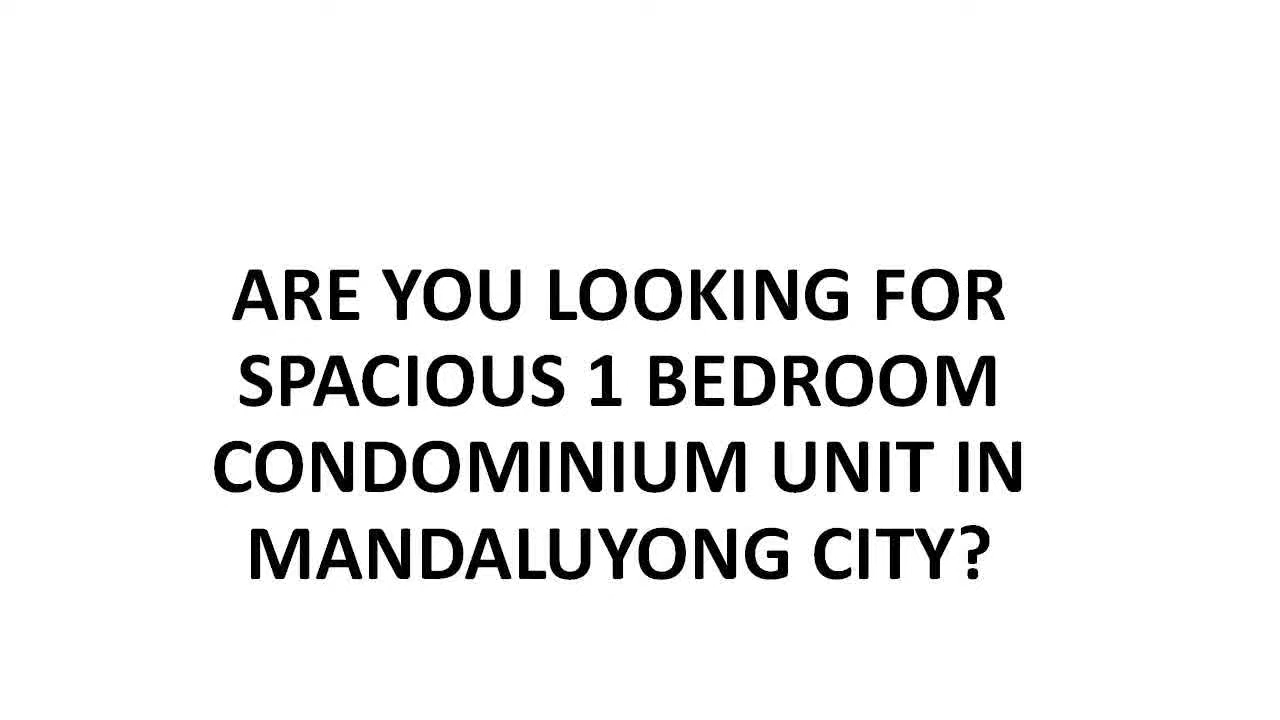 ARE YOU LOOKING FOR
SPACIOUS 1 BEDROOM
CONDOMINIUM UNIT IN
MANDALUYONG CITY?